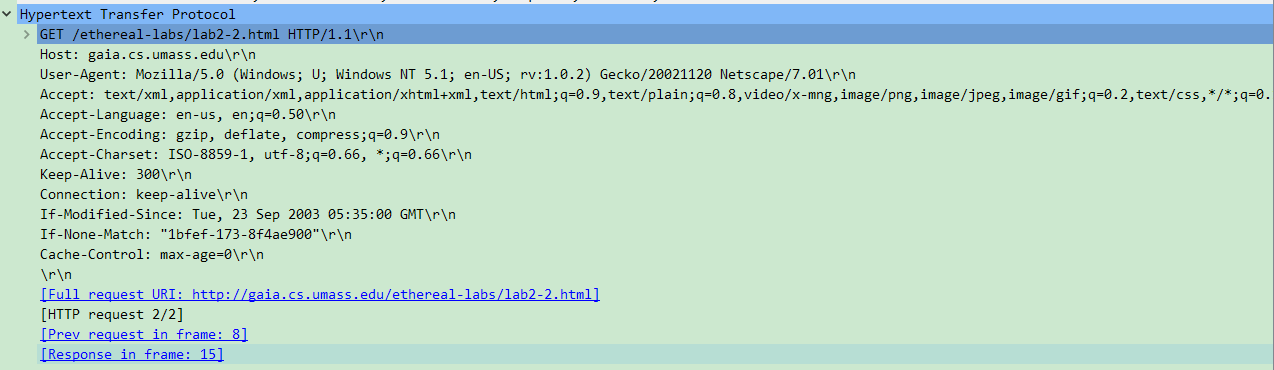 Hypertext Transfer Protocol
GET /ethereal-labs/lab2-2.html HTTP/1.1\r\n
Host: gaia.cs.umass.edu\r\n
User-Agent: Mozilla/5.0 (Windows; U; Windows NT 5.1; en-US; rv:1.0.2) Gecko/20021120 Netscape/7.01\r\n
Accept: text/xml,application/xml,application/xhtml+xml,text/html;q=0.9,text/plain;q=0.8,video/x-mng,image/png,image/jpeg,image/gif;q=0.2,text/css,*/*;q=0.
Accept-Language: en-us, en;q=0.50\r\n
Accept-Encoding: gzip, deflate, compress;q=0.9\r\n
Accept-Charset: ISO-8859-1, utf-8;q=0.66, *;q=0.66\r\n
Keep-Alive: 300\r\n
Connection: keep-alive\r\n
If-Modified-Since: Tue, 23 Sep 2003 05:35:00 GMT\r\n
If-None-Match: "1bfef-173-8f4ae900"\r\n
Cache-Control: max-age=0\r\n
\r\n
[Full request URI: http://gaia.cs.umass.edu/ethereal-labs/lab2-2.html]
[HTTP request 2/2]
[Prev request in frame: 8]
[Response in frame: 15]